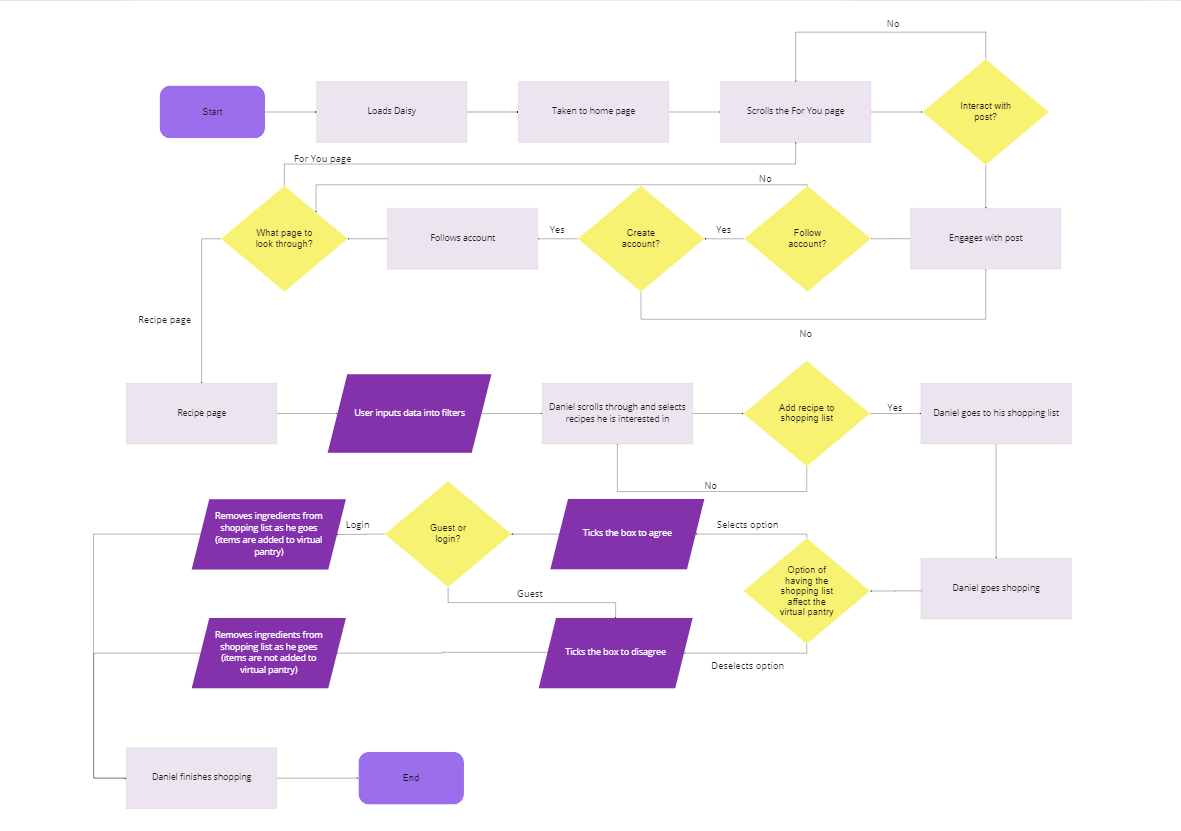 No
Start
Loads Daisy
Taken to home page
Scrolls the For You page
Interact with
post?
For You page
No
What page to
look through?
Follows account
Yes
Create
account?
Yes
Follow
account?
Engages with post
Recipe page
No
Recipe page
User inputs data into filters
Daniel scrolls through and selects
recipes he is interested in
Add recipe to
shopping list
Yes
Daniel goes to his shopping list
No
Removes ingredients from
shopping list as he goes
(items are added to virtual
pantry)
Login
Guest or
login?
Ticks the box to agree
Selects option
Option of
having the
shopping list
affect the
virtual pantry
Daniel goes shopping
Guest
Removes ingredients from
shopping list as he goes
(items are not added to
virtual pantry)
Ticks the box to disagree
Deselects option
Daniel finishes shopping
End